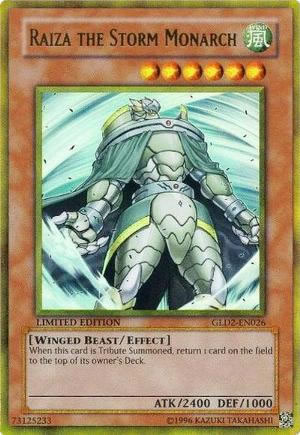 RAIZA THE STORM MONARCH
風
LIMITED EDITION GLD2-EN026
[WINGED BEAST/EFFECT]
When this card is Tribute Summoned, return 1 card on the field
to the top of its owner's Deck.
ATK/2400 DEF/1000
73125233 ©1996 KAZUKI TAKAHASHI